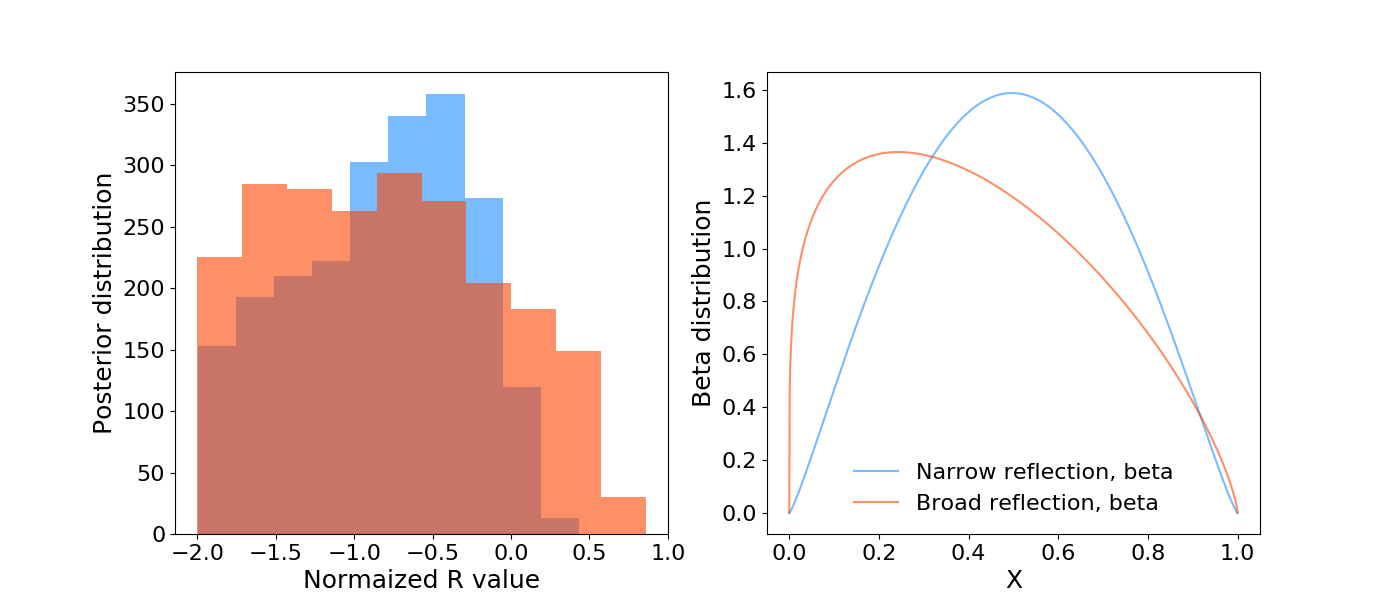 Posterior distribution
350
300
250
200
150
100
50
0
−2.0 −1.5 −1.0 −0.5 0.0 0.5 1.0
Normaized R value
Beta distribution
1.6
1.4
1.2
1.0
0.8
0.6
0.4
0.2
0.0
Narrow reflection, beta
Broad reflection, beta
0.0 0.2 0.4 0.6 0.8 1.0
X